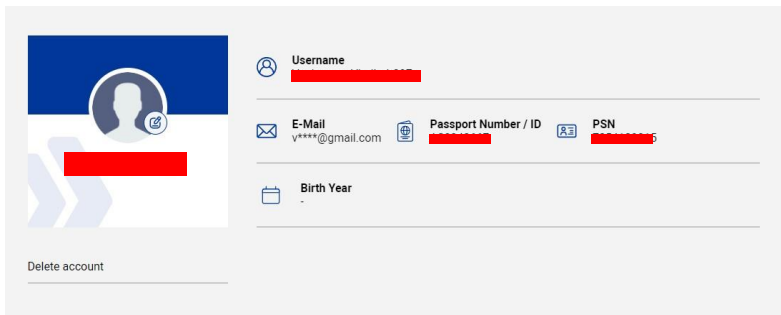 Username
E-Mail
v****@gmail.com
Passport Number / ID
PSN
Birth Year
-
Delete account